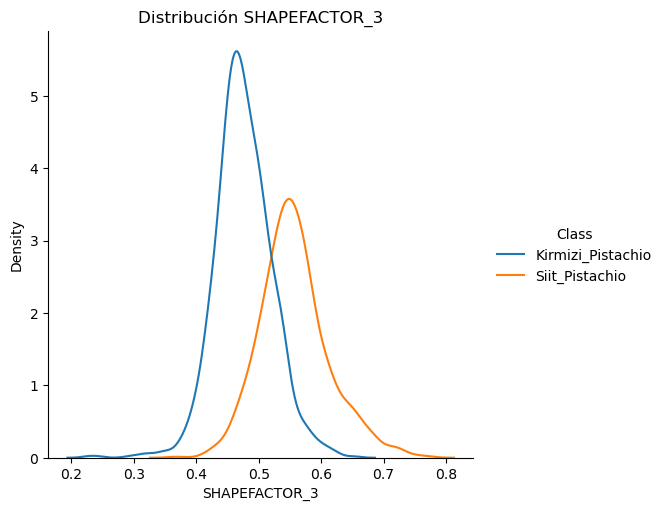 Distribución SHAPEFACTOR_3
Density
5
4
3
2
1
0
0.2 0.3 0.4 0.5 0.6 0.7 0.8
SHAPEFACTOR_3
Class
Kirmizi_Pistachio
Siit_Pistachio